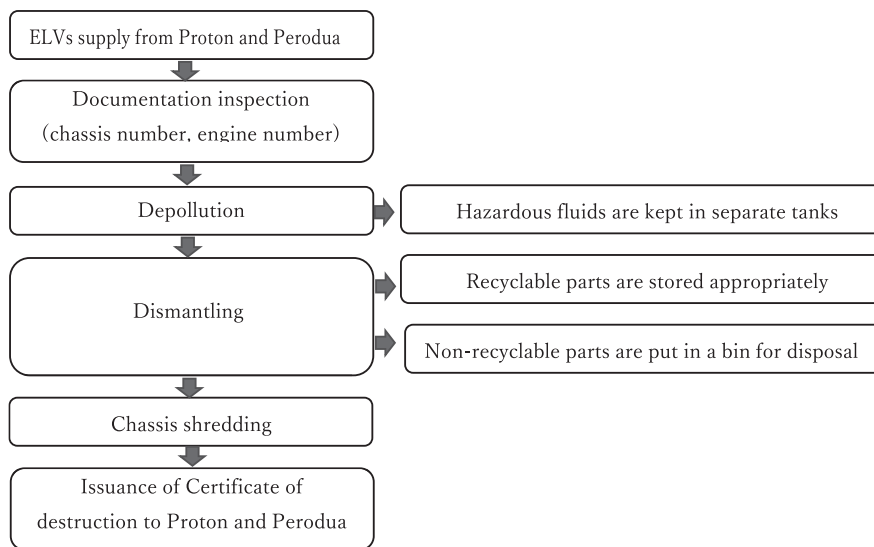 ELVs supply from Proton and Perodua
Documentation inspection
(chassis number, engine number)
Depollution
Hazardous fluids are kept in separate tanks
Dismantling
Recyclable parts are stored appropriately
Non-recyclable parts are put in a bin for disposal
Chassis shredding
Issuance of Certificate of
destruction to Proton and Perodua